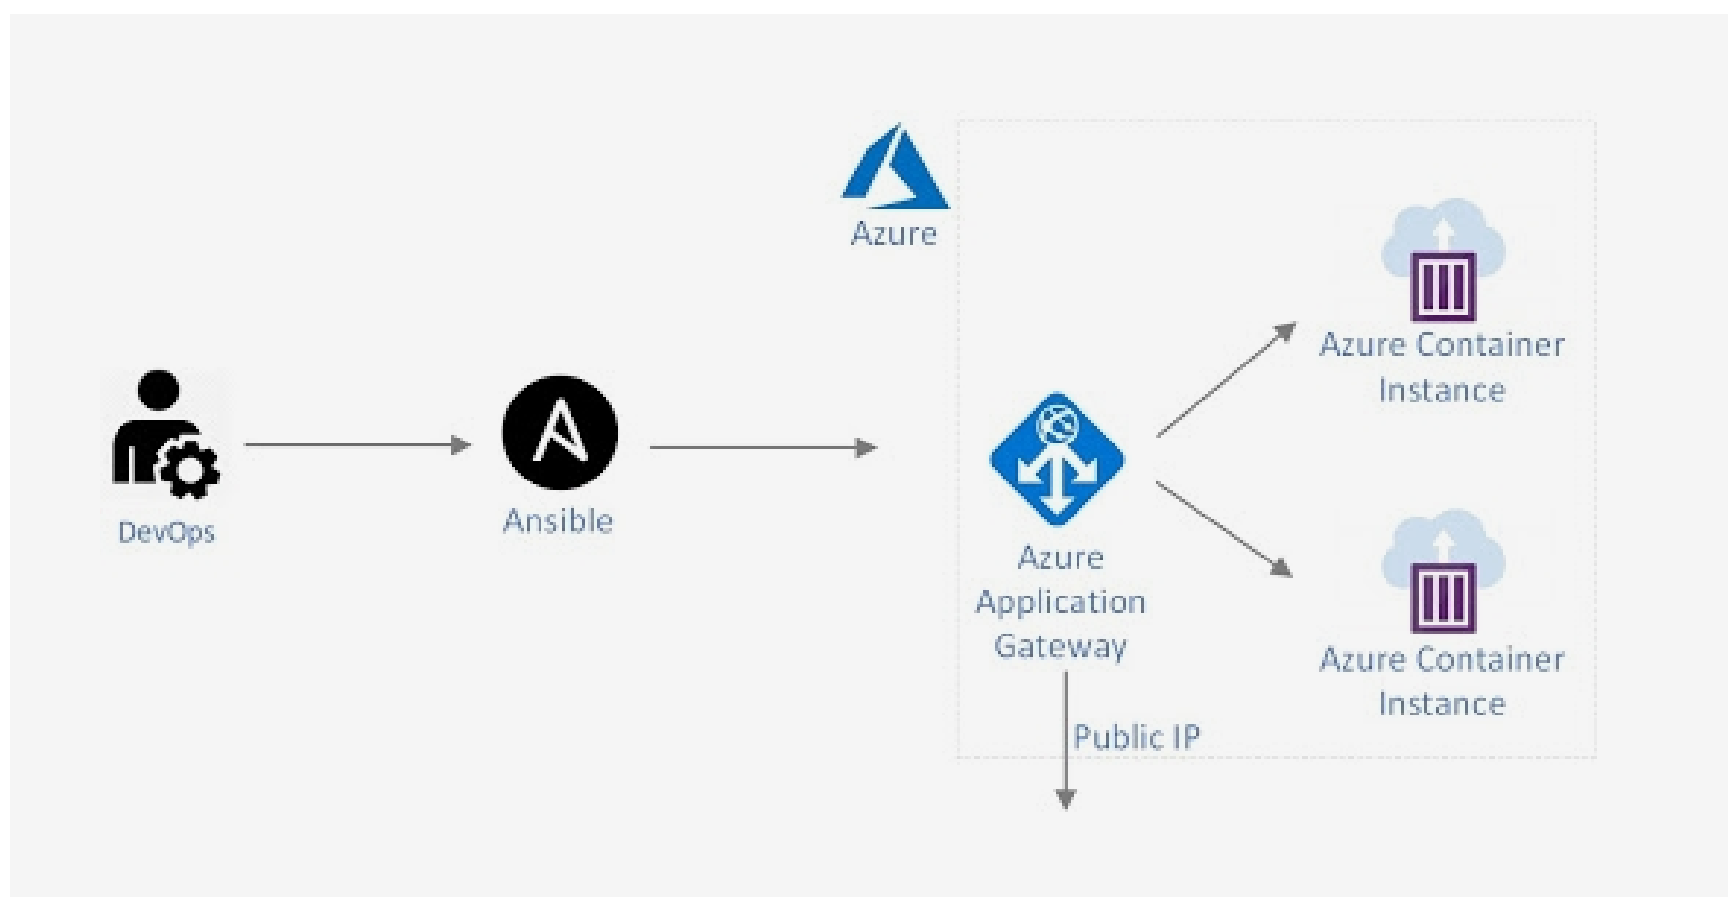 Azure
Azure Container
Instance
DevOps
Ansible
Azure
Application
Gateway
Azure Container
Instance
Public IP